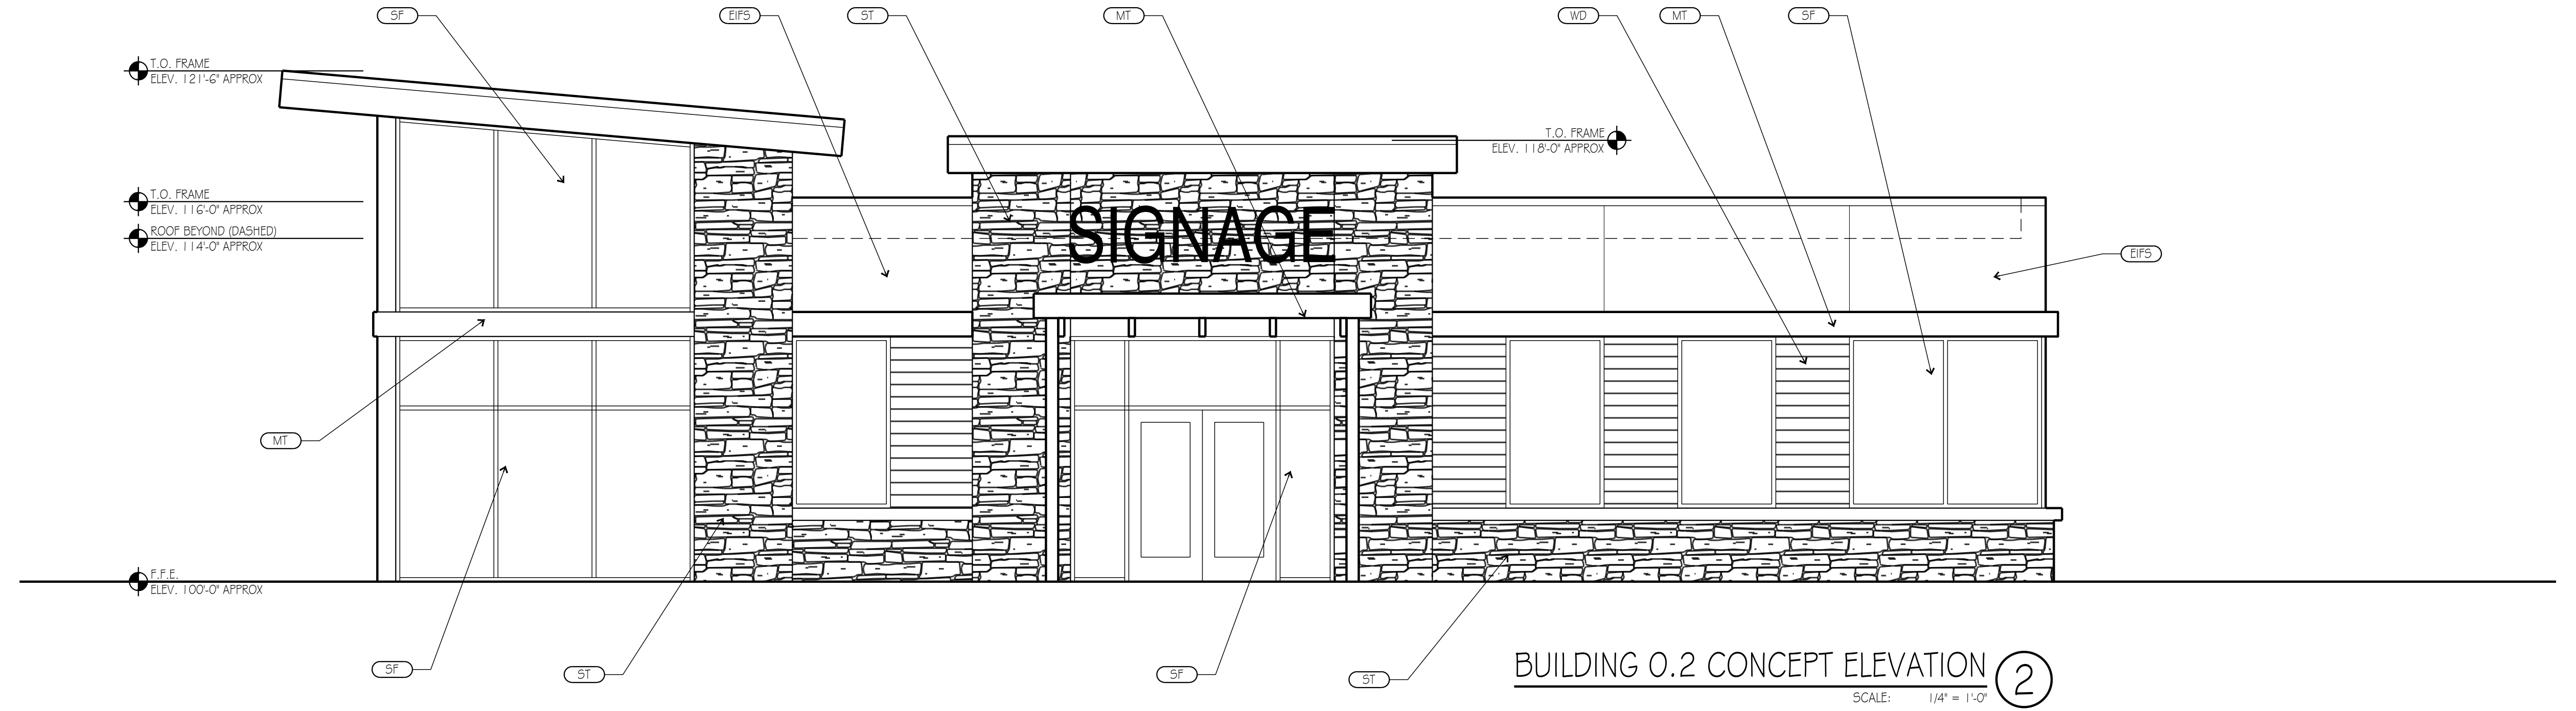 SF
EIFS
ST
MT
WD
MT
SF
T.O. FRAME
ELEV. 121'-6" APPROX
T.O. FRAME
ELEV. 118'-0" APPROX
T.O. FRAME
ELEV. 116'-0" APPROX
ROOF BEYOND (DASHED)
ELEV. 114'-0" APPROX
SIGNAGE
EIFS
MT
F.F.E.
ELEV. 100'-0" APPROX
SF
ST
SF
ST
BUILDING 0.2 CONCEPT ELEVATION
2
SCALE: 1/4" = 1'-0"